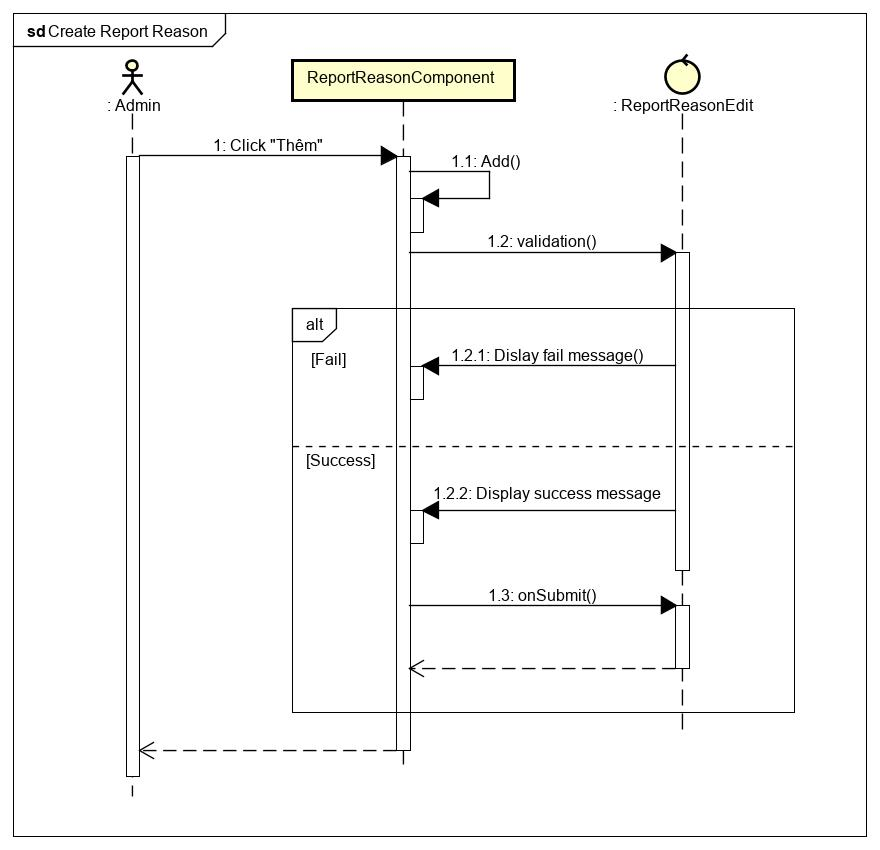 sd Create Report Reason
ReportReasonComponent
: Admin
: ReportReasonEdit
1: Click "Thêm"
1.1: Add()
1.2: validation()
alt
[Fail]
1.2.1: Dislay fail message()
[Success]
1.2.2: Display success message
1.3: onSubmit()